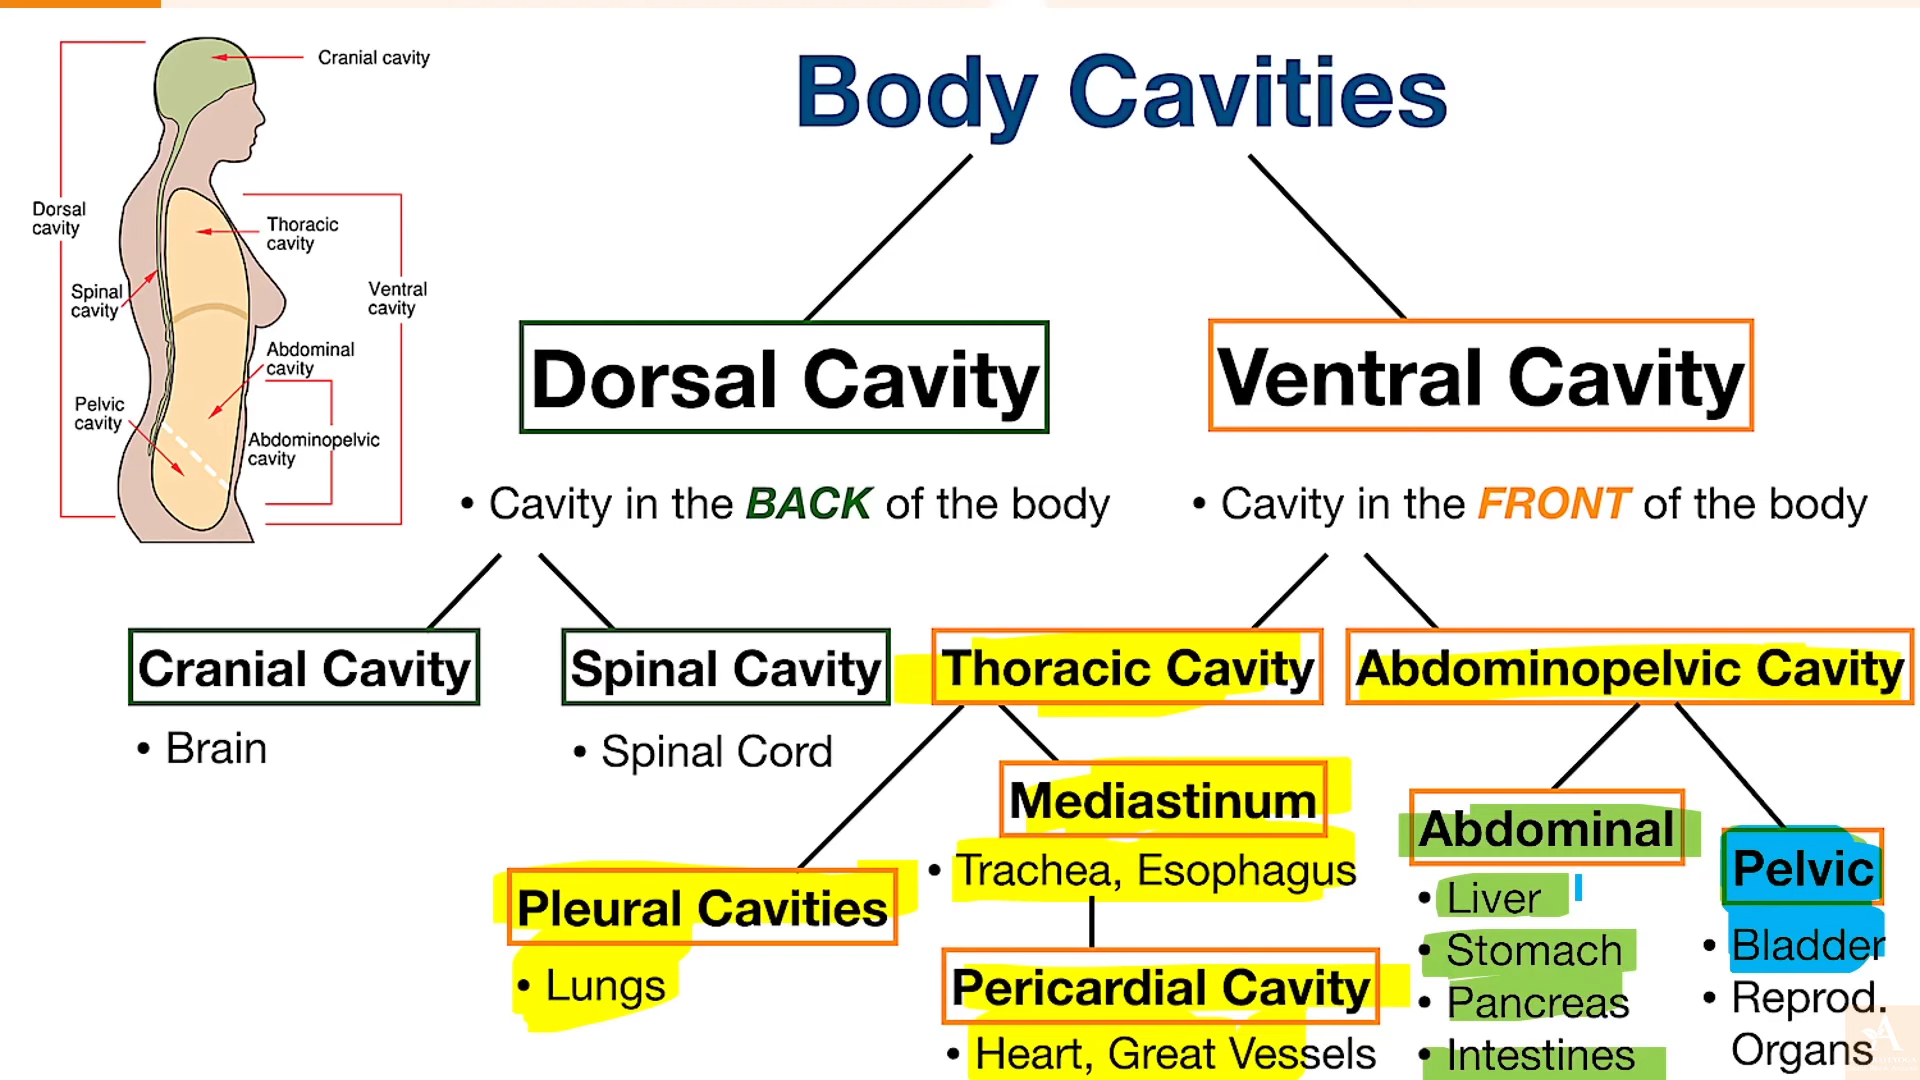 Body Cavities
Cranial cavity
Dorsal
cavity
Thoracic
cavity
Spinal
cavity
Ventral
cavity
Abdominal
cavity
Pelvic
cavity
Abdominopelvic
cavity
Dorsal Cavity
Ventral Cavity
• Cavity in the BACK of the body
• Cavity in the FRONT of the body
Cranial Cavity
• Brain
Spinal Cavity
• Spinal Cord
Thoracic Cavity
Pleural Cavities
• Lungs
Mediastinum
• Trachea, Esophagus
Pericardial Cavity
• Heart, Great Vessels
Abdominopelvic Cavity
Abdominal
• Liver
• Stomach
• Pancreas
• Intestines
Pelvic
• Bladder
• Reprod.
Organs